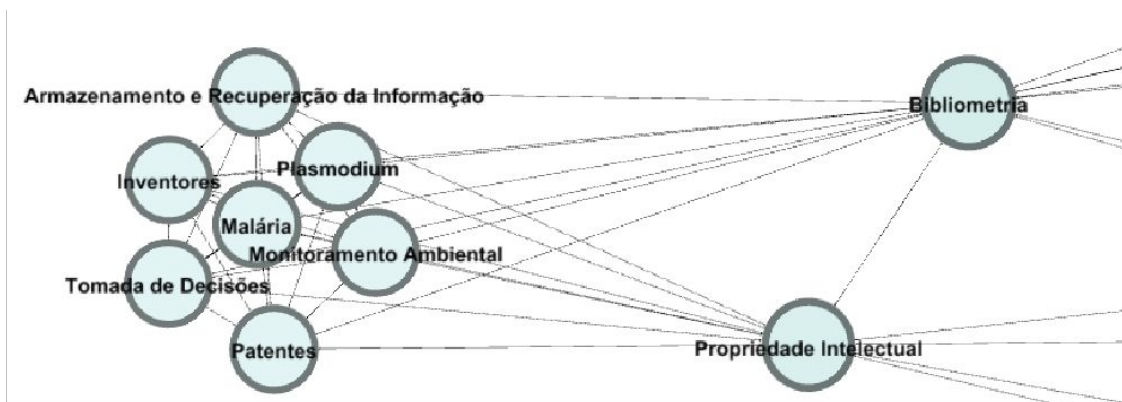 Armazenamento e Recuperação da Informação
Bibliometria
Plasmodium
Inventores
Malária
Monitoramento Ambiental
Tomada de Decisões
Patentes
Propriedade Intelectual